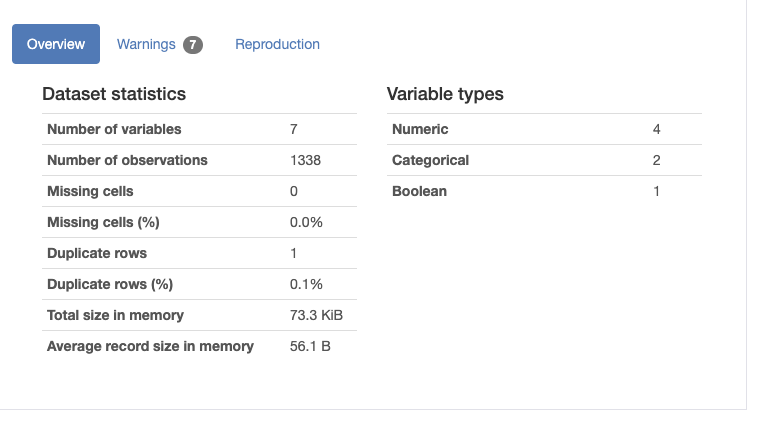 Overview Warnings 7 Reproduction
Dataset statistics
Number of variables 7
Number of observations 1338
Missing cells 0
Missing cells (%) 0.0%
Duplicate rows 1
Duplicate rows (%) 0.1%
Total size in memory 73.3 KiB
Average record size in memory 56.1 B
Variable types
Numeric 4
Categorical 2
Boolean 1